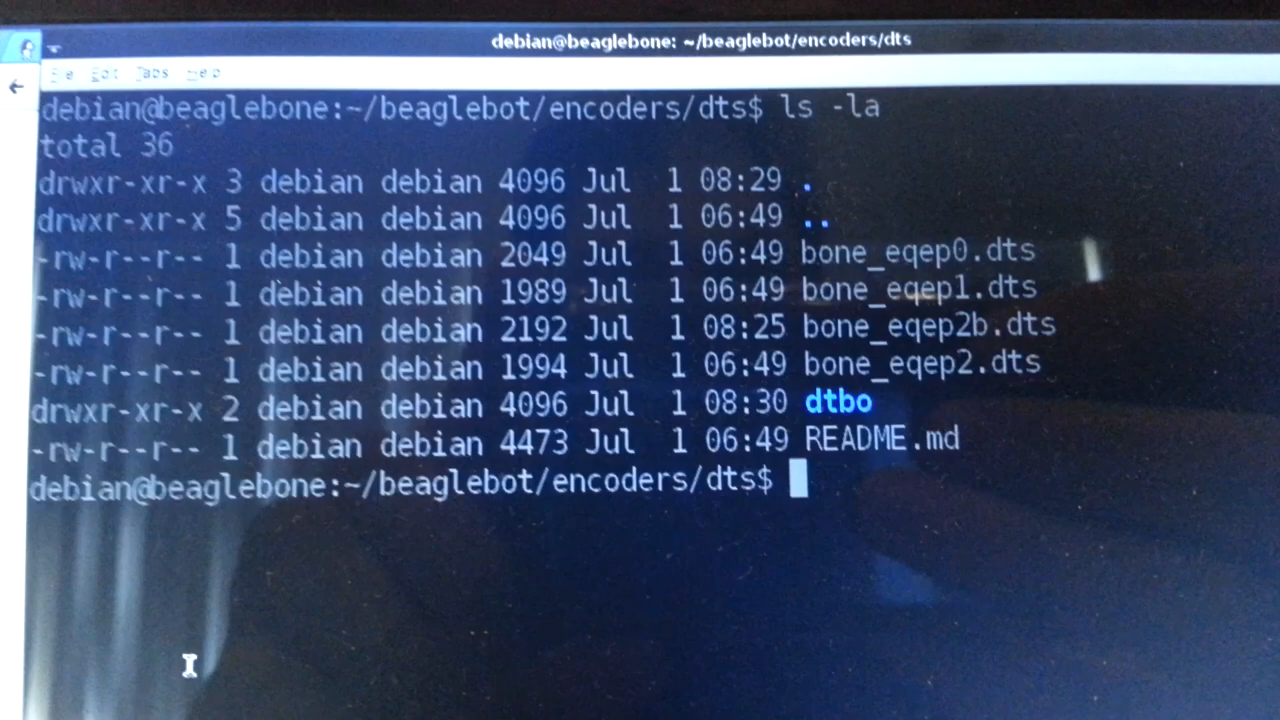 debian@beaglebone: ~/beaglebot/encoders/dts
File Edit Tabs Help
debian@beaglebone:~/beaglebot/encoders/dts$ ls -la
total 36
drwxr-xr-x 3 debian debian 4096 Jul  1 08:29 .
drwxr-xr-x 5 debian debian 4096 Jul  1 06:49 ..
-rw-r--r-- 1 debian debian 2049 Jul  1 06:49 bone_eqep0.dts
-rw-r--r-- 1 debian debian 1989 Jul  1 06:49 bone_eqep1.dts
-rw-r--r-- 1 debian debian 2192 Jul  1 08:25 bone_eqep2b.dts
-rw-r--r-- 1 debian debian 1994 Jul  1 06:49 bone_eqep2.dts
drwxr-xr-x 2 debian debian 4096 Jul  1 08:30 dtbo
-rw-r--r-- 1 debian debian 4473 Jul  1 06:49 README.md
debian@beaglebone:~/beaglebot/encoders/dts$